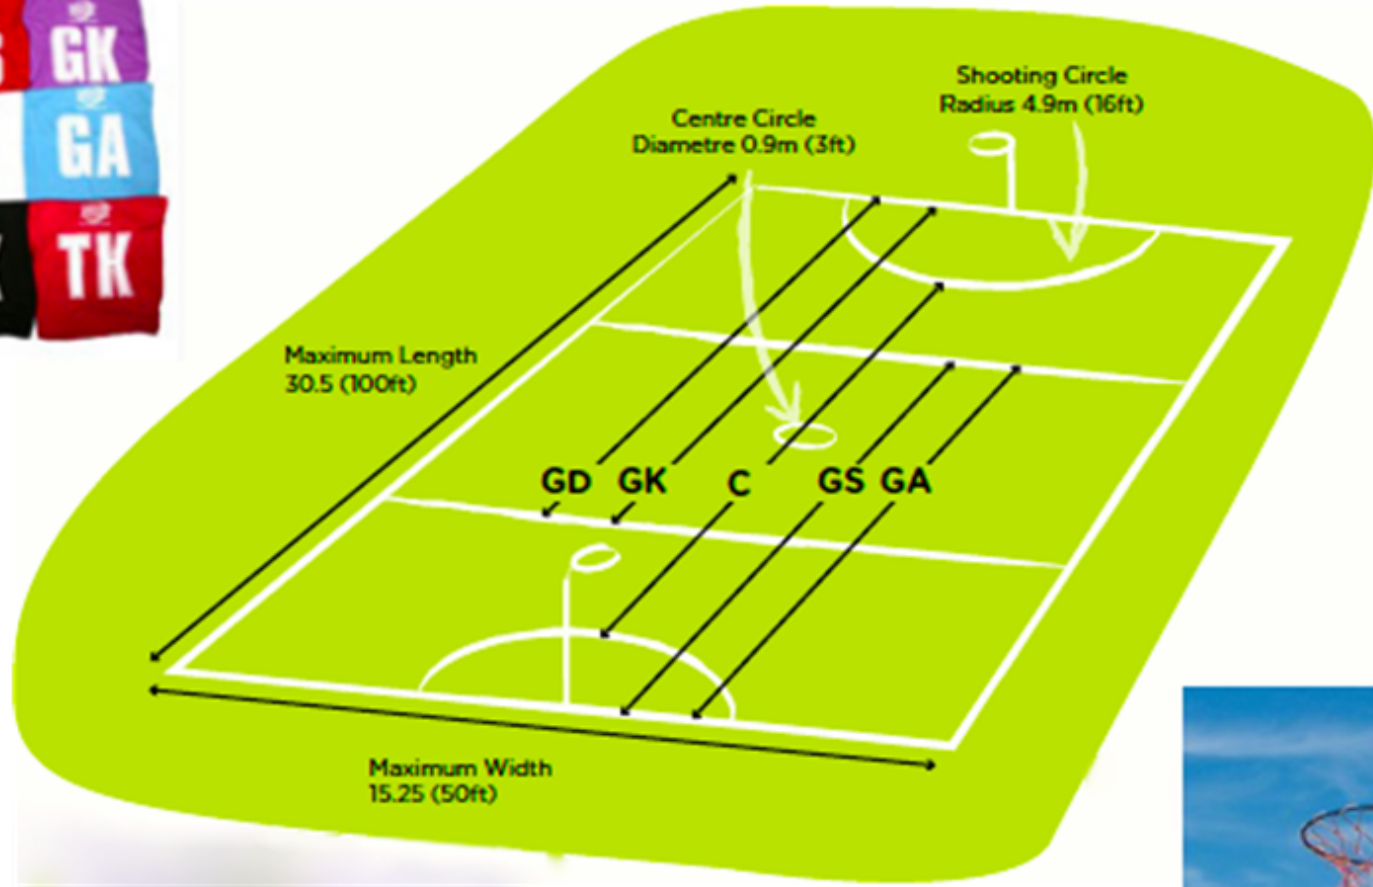 GK
GA
TK
Shooting Circle
Radius 4.9m (16ft)
Centre Circle
Diametre 0.9m (3ft)
Maximum Length
30.5 (100ft)
GD GK C GS GA
Maximum Width
15.25 (50ft)